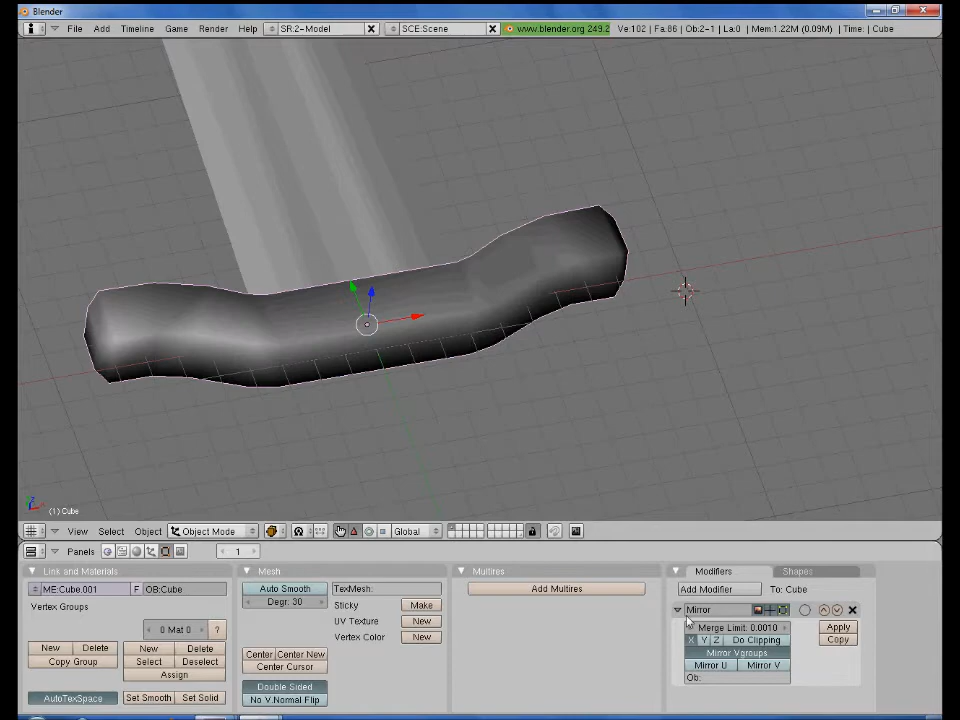 Blender
File Add Timeline Game Render Help SR:2-Model SCE:Scene www.blender.org 249.2 Ve:102 | Fa:86 | Ob:2-1 | La:0 | Mem:1.22M (0.09M) | Time: | Cube
(1) Cube
View Select Object Object Mode Global
Panels 1
Link and Materials Mesh Multires Modifiers Shapes
ME:Cube.001 F OB:Cube Auto Smooth TexMesh: Add Multires Add Modifier To: Cube
Vertex Groups Degr: 30 Sticky Make Mirror
UV Texture New Merge Limit: 0.0010 Apply
0 Mat 0 ? Vertex Color New X Y Z Do Clipping Copy
New Delete New Delete Center Center New Mirror Vgroups
Copy Group Select Deselect Center Cursor Mirror U Mirror V
Assign Ob:
Double Sided
AutoTexSpace Set Smooth Set Solid No V.Normal Flip